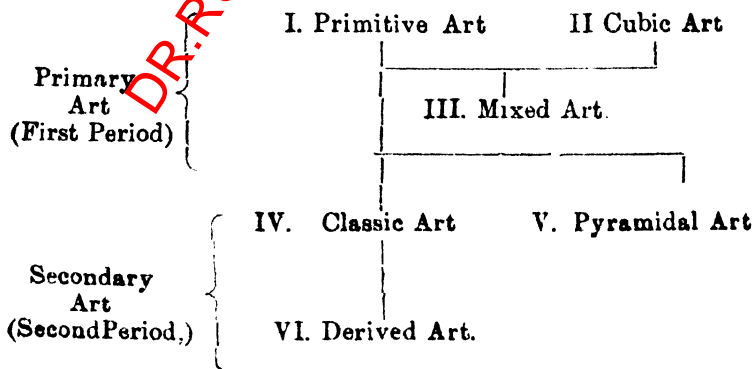 I. Primitive Art II Cubic Art
Primary
Art
(First Period)
III. Mixed Art.
IV. Classic Art V. Pyramidal Art
Secondary
Art
(SecondPeriod,)
VI. Derived Art.
DR.R